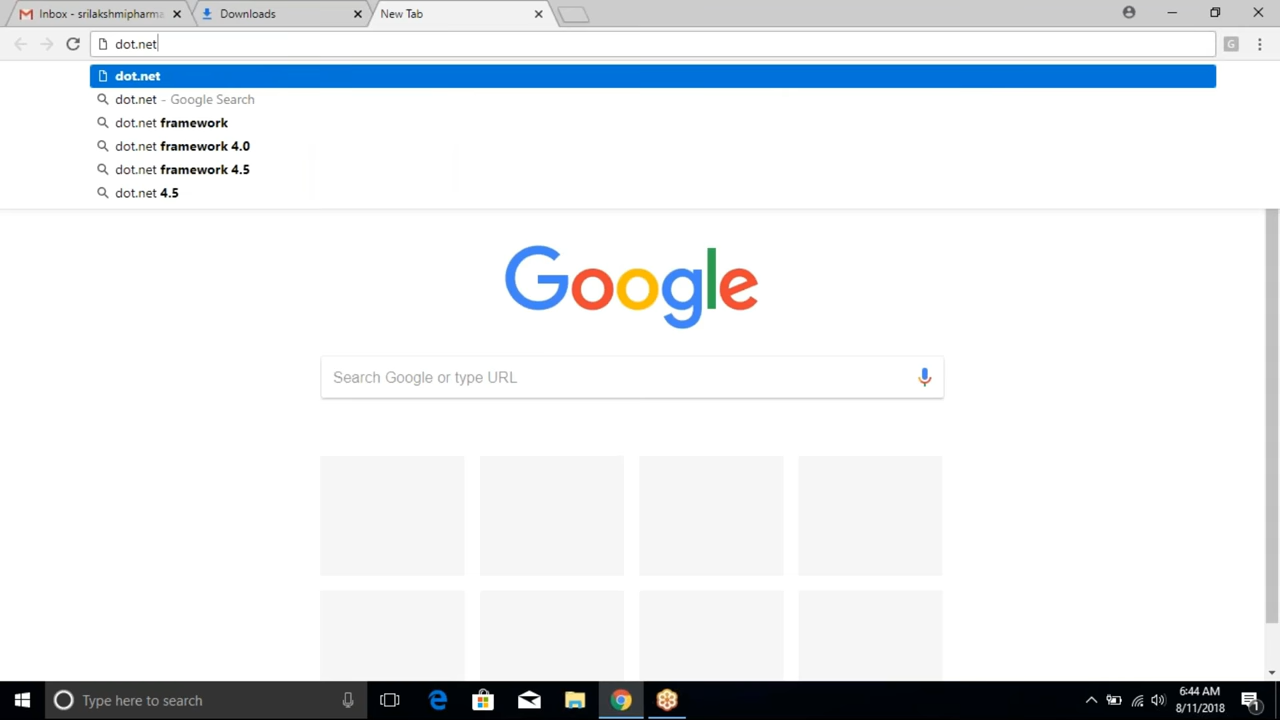 Inbox - srilakshmipharma
Downloads
New Tab
dot.net
G
dot.net
dot.net - Google Search
dot.net framework
dot.net framework 4.0
dot.net framework 4.5
dot.net 4.5
Google
Search Google or type URL
Type here to search
6:44 AM
8/11/2018
1